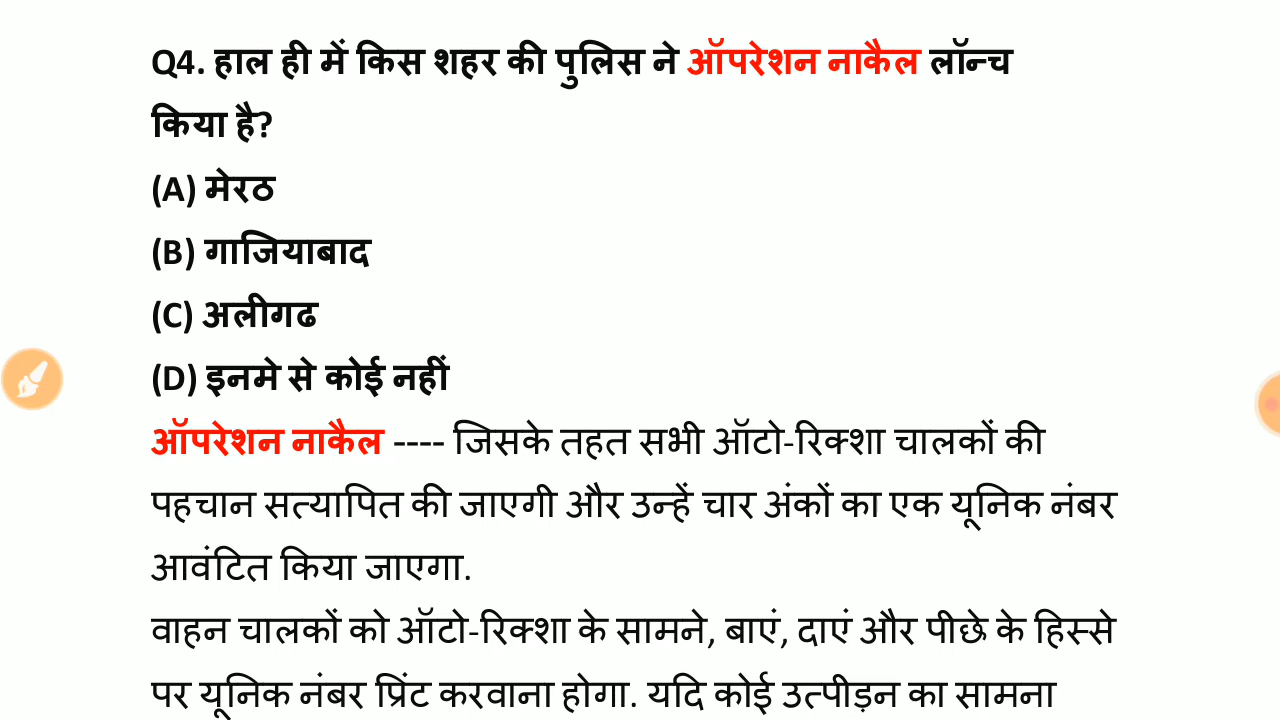 Q4. हाल ही में किस शहर की पुलिस ने ऑपरेशन नाकैल लॉन्च
किया है?
(A) मेरठ
(B) गाजियाबाद
(C) अलीगढ
(D) इनमे से कोई नहीं
ऑपरेशन नाकैल ---- जिसके तहत सभी ऑटो-रिक्शा चालकों की
पहचान सत्यापित की जाएगी और उन्हें चार अंकों का एक यूनिक नंबर
आवंटित किया जाएगा.
वाहन चालकों को ऑटो-रिक्शा के सामने, बाएं, दाएं और पीछे के हिस्से
पर यूनिक नंबर प्रिंट करवाना होगा. यदि कोई उत्पीड़न का सामना